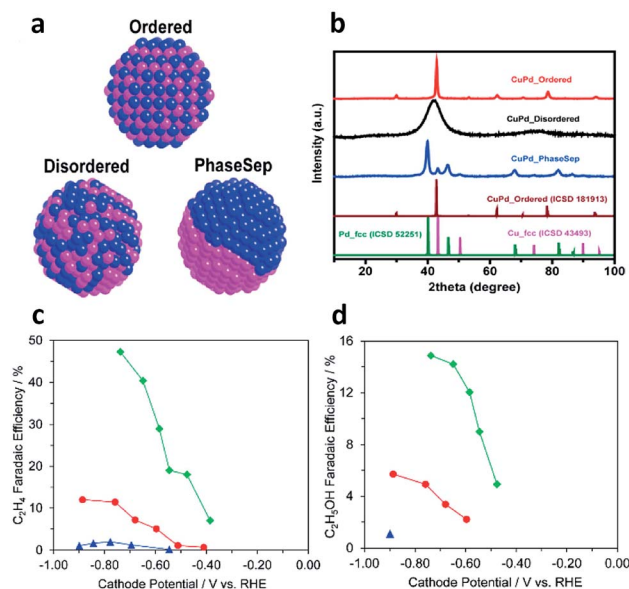 a
Ordered
Disordered
PhaseSep
b
Intensity (a.u.)
CuPd_Ordered
CuPd_Disordered
CuPd_PhaseSep
CuPd_Ordered (ICSD 181913)
Pd_fcc (ICSD 52251)
Cu_fcc (ICSD 43493)
20
40
60
80
100
2theta (degree)
c
C₂H₄ Faradaic Efficiency / %
50
40
30
20
10
0
-1.00
-0.80
-0.60
-0.40
-0.20
0.00
Cathode Potential / V vs. RHE
d
C₂H₅OH Faradaic Efficiency / %
16
12
8
4
0
-1.00
-0.80
-0.60
-0.40
-0.20
0.00
Cathode Potential / V vs. RHE